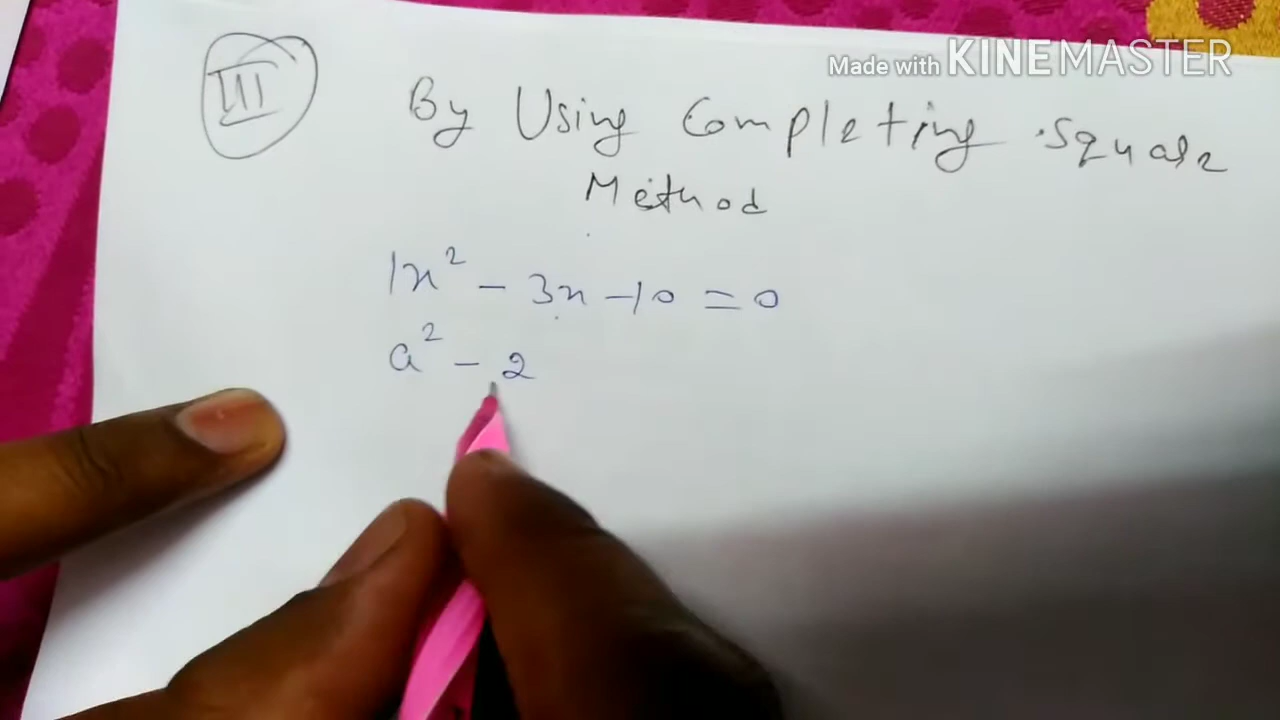 Made with KINEMASTER
III
By Using Completing Square
Method
1x² - 3x - 10 = 0
a² - 2